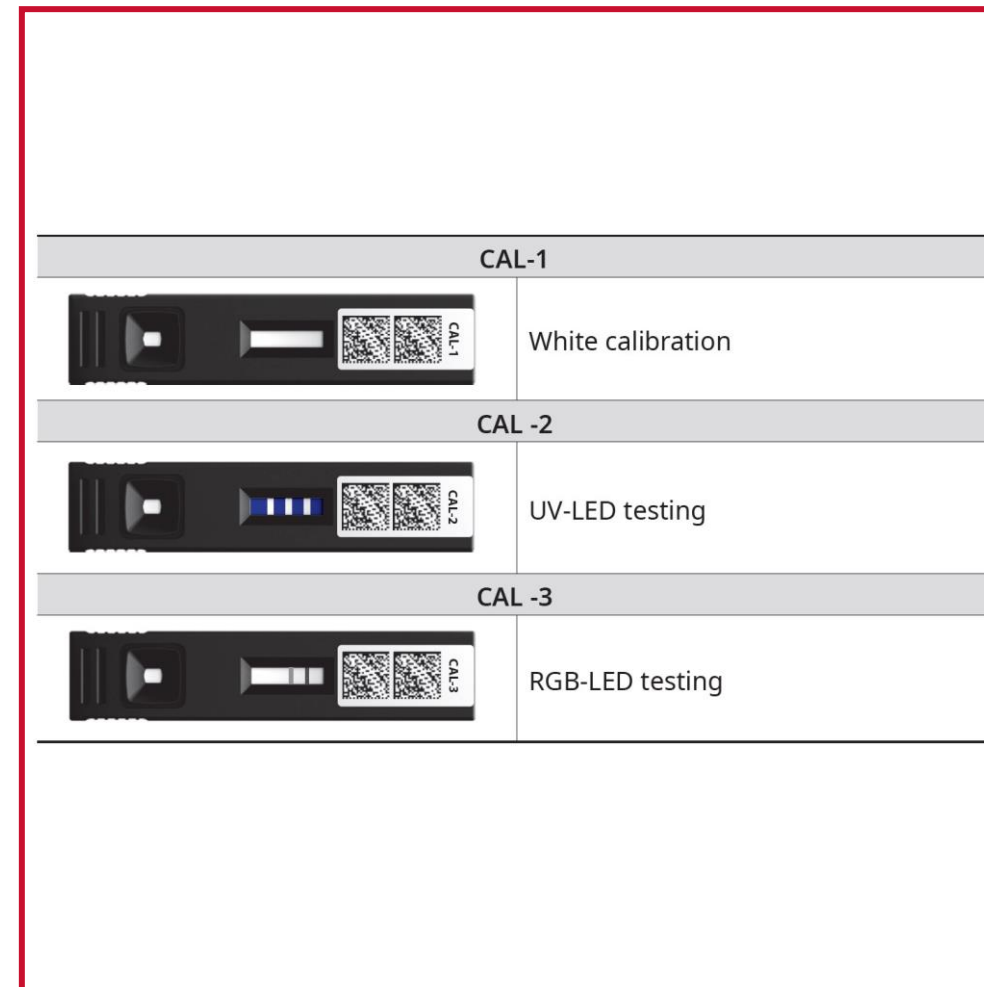 CAL-1
CAL-1
White calibration
CAL -2
CAL-2
UV-LED testing
CAL -3
CAL-3
RGB-LED testing